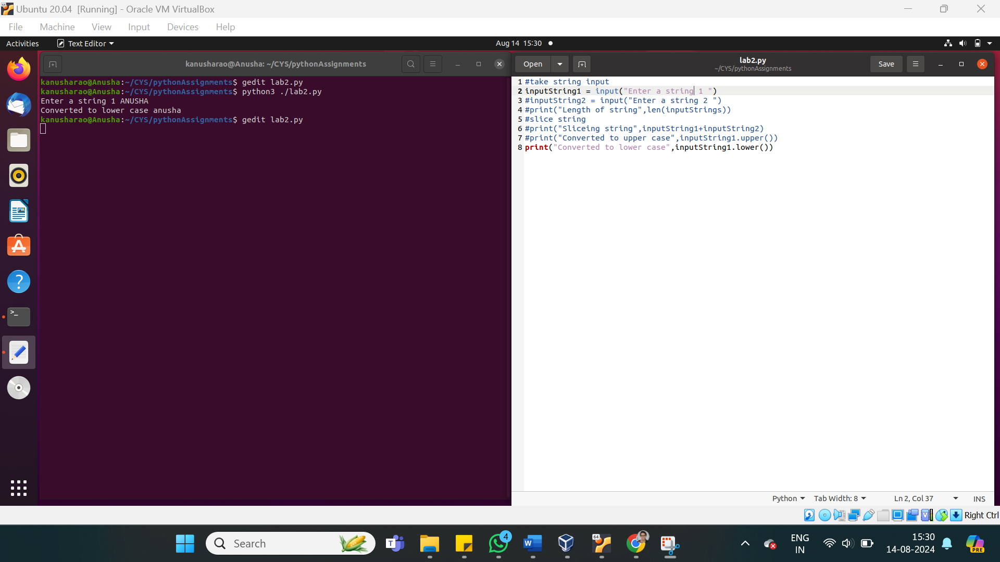 Ubuntu 20.04 [Running] - Oracle VM VirtualBox
File Machine View Input Devices Help
Activities Text Editor Aug 14 15:30
kanusharao@Anusha: ~/CYS/pythonAssignments
kanusharao@Anusha:~/CYS/pythonAssignments$ gedit lab2.py
kanusharao@Anusha:~/CYS/pythonAssignments$ python3 ./lab2.py
Enter a string 1 ANUSHA
Converted to lower case anusha
kanusharao@Anusha:~/CYS/pythonAssignments$ gedit lab2.py
Open lab2.py Save
~/CYS/pythonAssignments
1 #take string input
2 inputString1 = input("Enter a string 1 ")
3 #inputString2 = input("Enter a string 2 ")
4 #print("Length of string",len(inputStrings))
5 #slice string
6 #print("Sliceing string",inputString1+inputString2)
7 #print("Converted to upper case",inputString1.upper())
8 print("Converted to lower case",inputString1.lower())
Python Tab Width: 8 Ln 2, Col 37 INS
Right Ctrl
Search 4 64 ENG 15:30
IN 14-08-2024 PRE